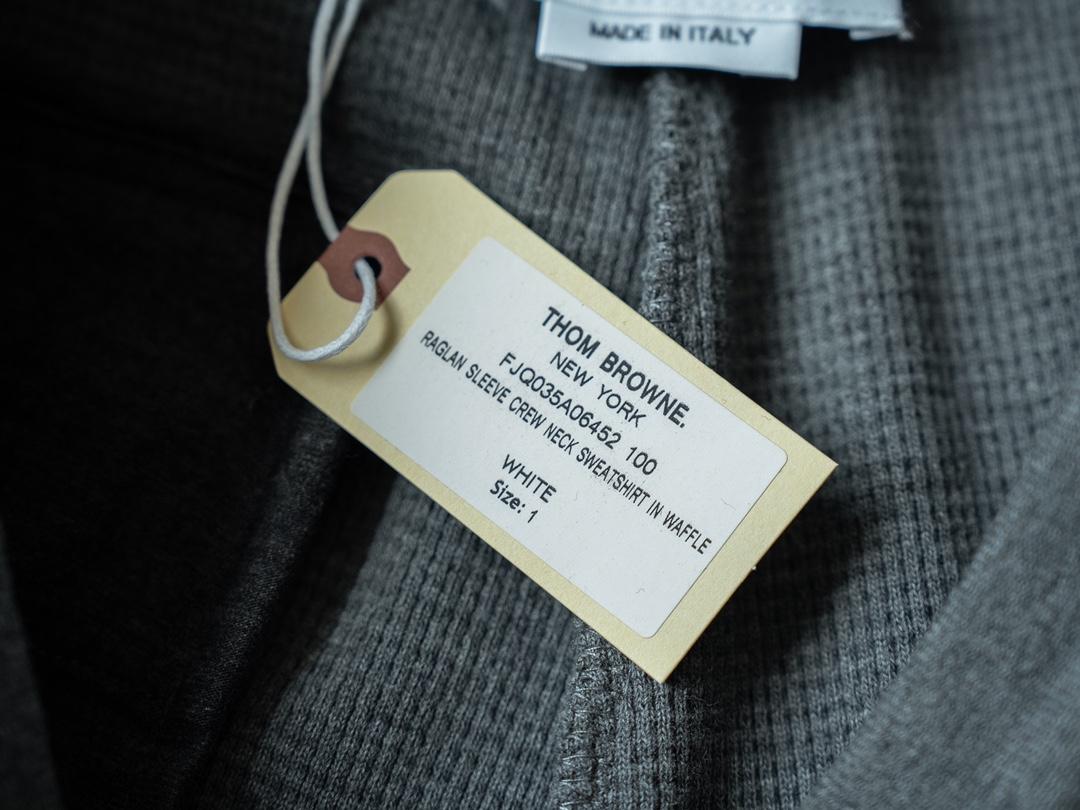 MADE IN ITALY
THOM BROWNE.
NEW YORK
FJQ035A06452 100
RAGLAN SLEEVE CREW NECK SWEATSHIRT IN WAFFLE
WHITE
Size: 1